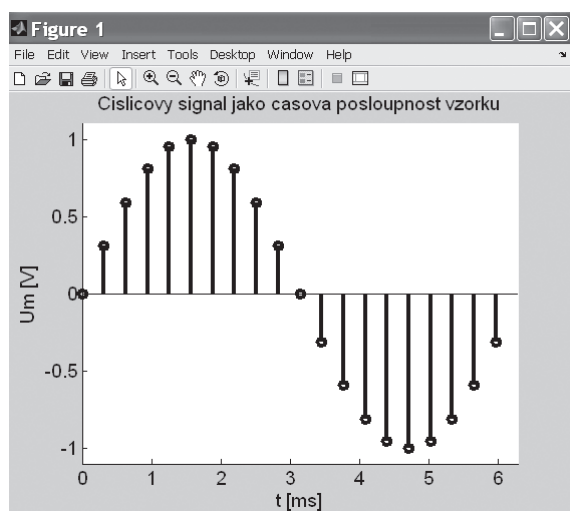 Figure 1
File Edit View Insert Tools Desktop Window Help
Cislicovy signal jako casova posloupnost vzorku
1
0.5
0
-0.5
-1
Um [V]
0 1 2 3 4 5 6
t [ms]